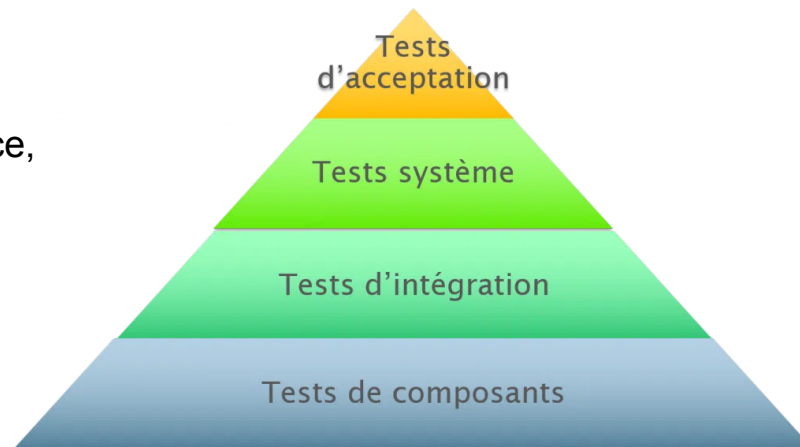 Tests
d’acceptation
ce,
Tests système
Tests d’intégration
Tests de composants